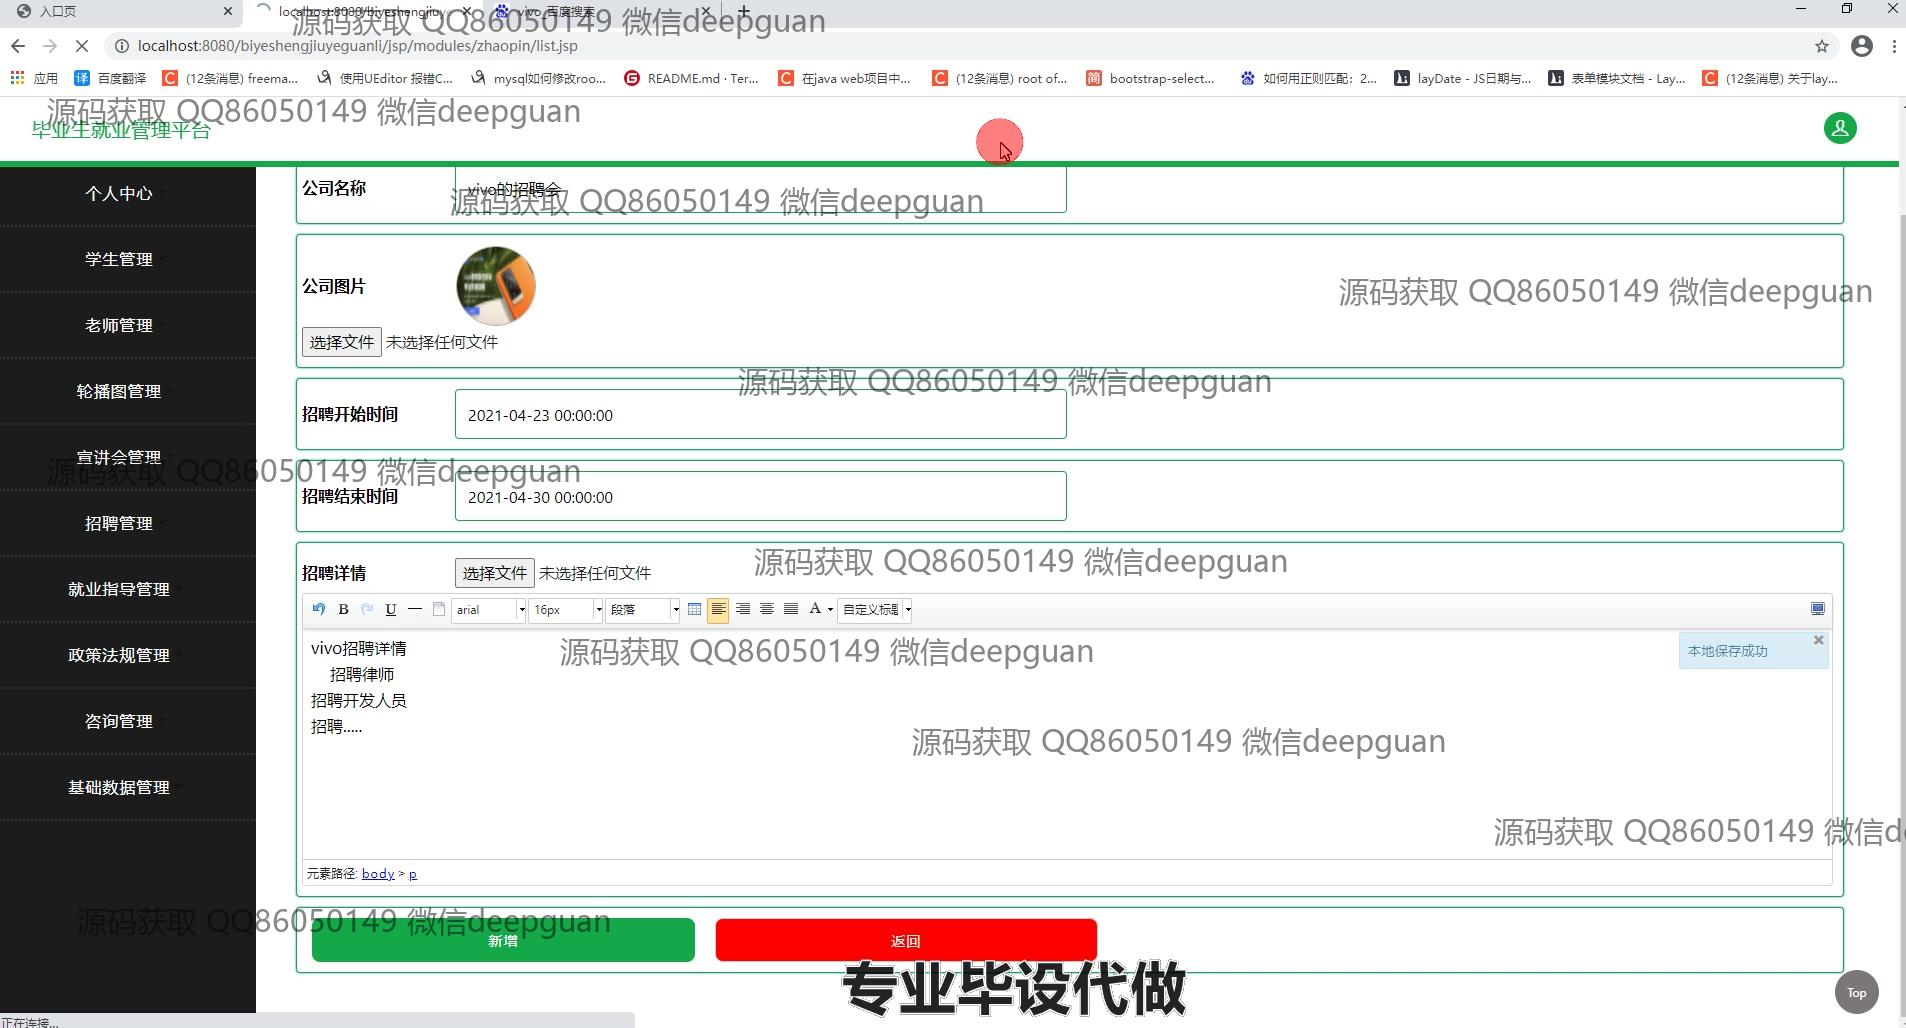 入口页
localhost:8080/biyeshengjiuye
vivo_百度搜索
源码获取 QQ86050149 微信deepguan
localhost:8080/biyeshengjiuyeguanli/jsp/modules/zhaopin/list.jsp
应用
百度翻译
(12条消息) freema...
使用UEditor 报错C...
mysql如何修改roo...
README.md · Ter...
在java web项目中...
(12条消息) root of...
bootstrap-select...
如何用正则匹配：2...
layDate - JS日期与...
表单模块文档 - Lay...
(12条消息) 关于lay...
源码获取 QQ86050149 微信deepguan
毕业生就业管理平台
个人中心
公司名称
vivo的招聘会
源码获取 QQ86050149 微信deepguan
学生管理
公司图片
源码获取 QQ86050149 微信deepguan
老师管理
选择文件 未选择任何文件
轮播图管理
源码获取 QQ86050149 微信deepguan
招聘开始时间
2021-04-23 00:00:00
宣讲会管理
源码获取 QQ86050149 微信deepguan
招聘结束时间
2021-04-30 00:00:00
招聘管理
招聘详情
选择文件 未选择任何文件
源码获取 QQ86050149 微信deepguan
就业指导管理
B U arial 16px 段落 A 自定义标题
政策法规管理
vivo招聘详情
招聘律师
招聘开发人员
招聘.....
本地保存成功
源码获取 QQ86050149 微信deepguan
咨询管理
源码获取 QQ86050149 微信deepguan
基础数据管理
源码获取 QQ86050149 微信de
元素路径: body > p
源码获取 QQ86050149 微信deepguan
新增
返回
专业毕设代做
Top
正在连接...